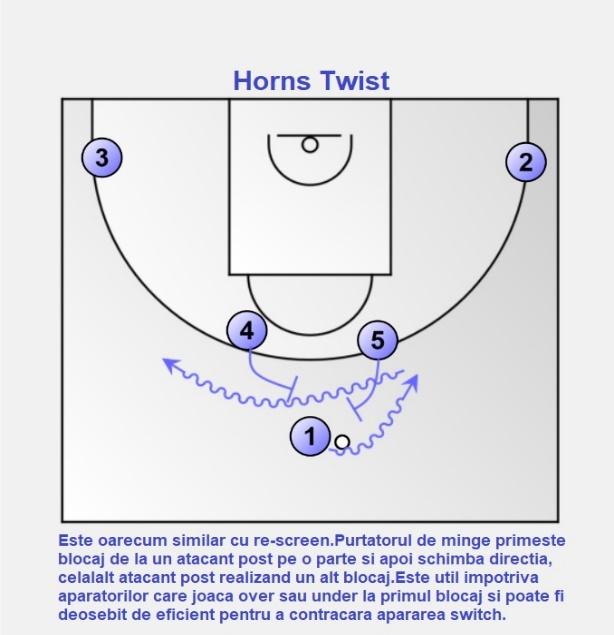 Horns Twist
3
2
4
5
1
Este oarecum similar cu re-screen.Purtatorul de minge primeste
blocaj de la un atacant post pe o parte si apoi schimba directia,
celalalt atacant post realizand un alt blocaj.Este util impotriva
aparatorilor care joaca over sau under la primul blocaj si poate fi
deosebit de eficient pentru a contracara apararea switch.